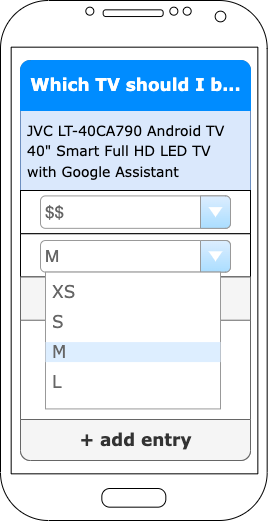 Which TV should I b...
JVC LT-40CA790 Android TV
40" Smart Full HD LED TV
with Google Assistant
$$
M
XS
S
M
L
+ add entry